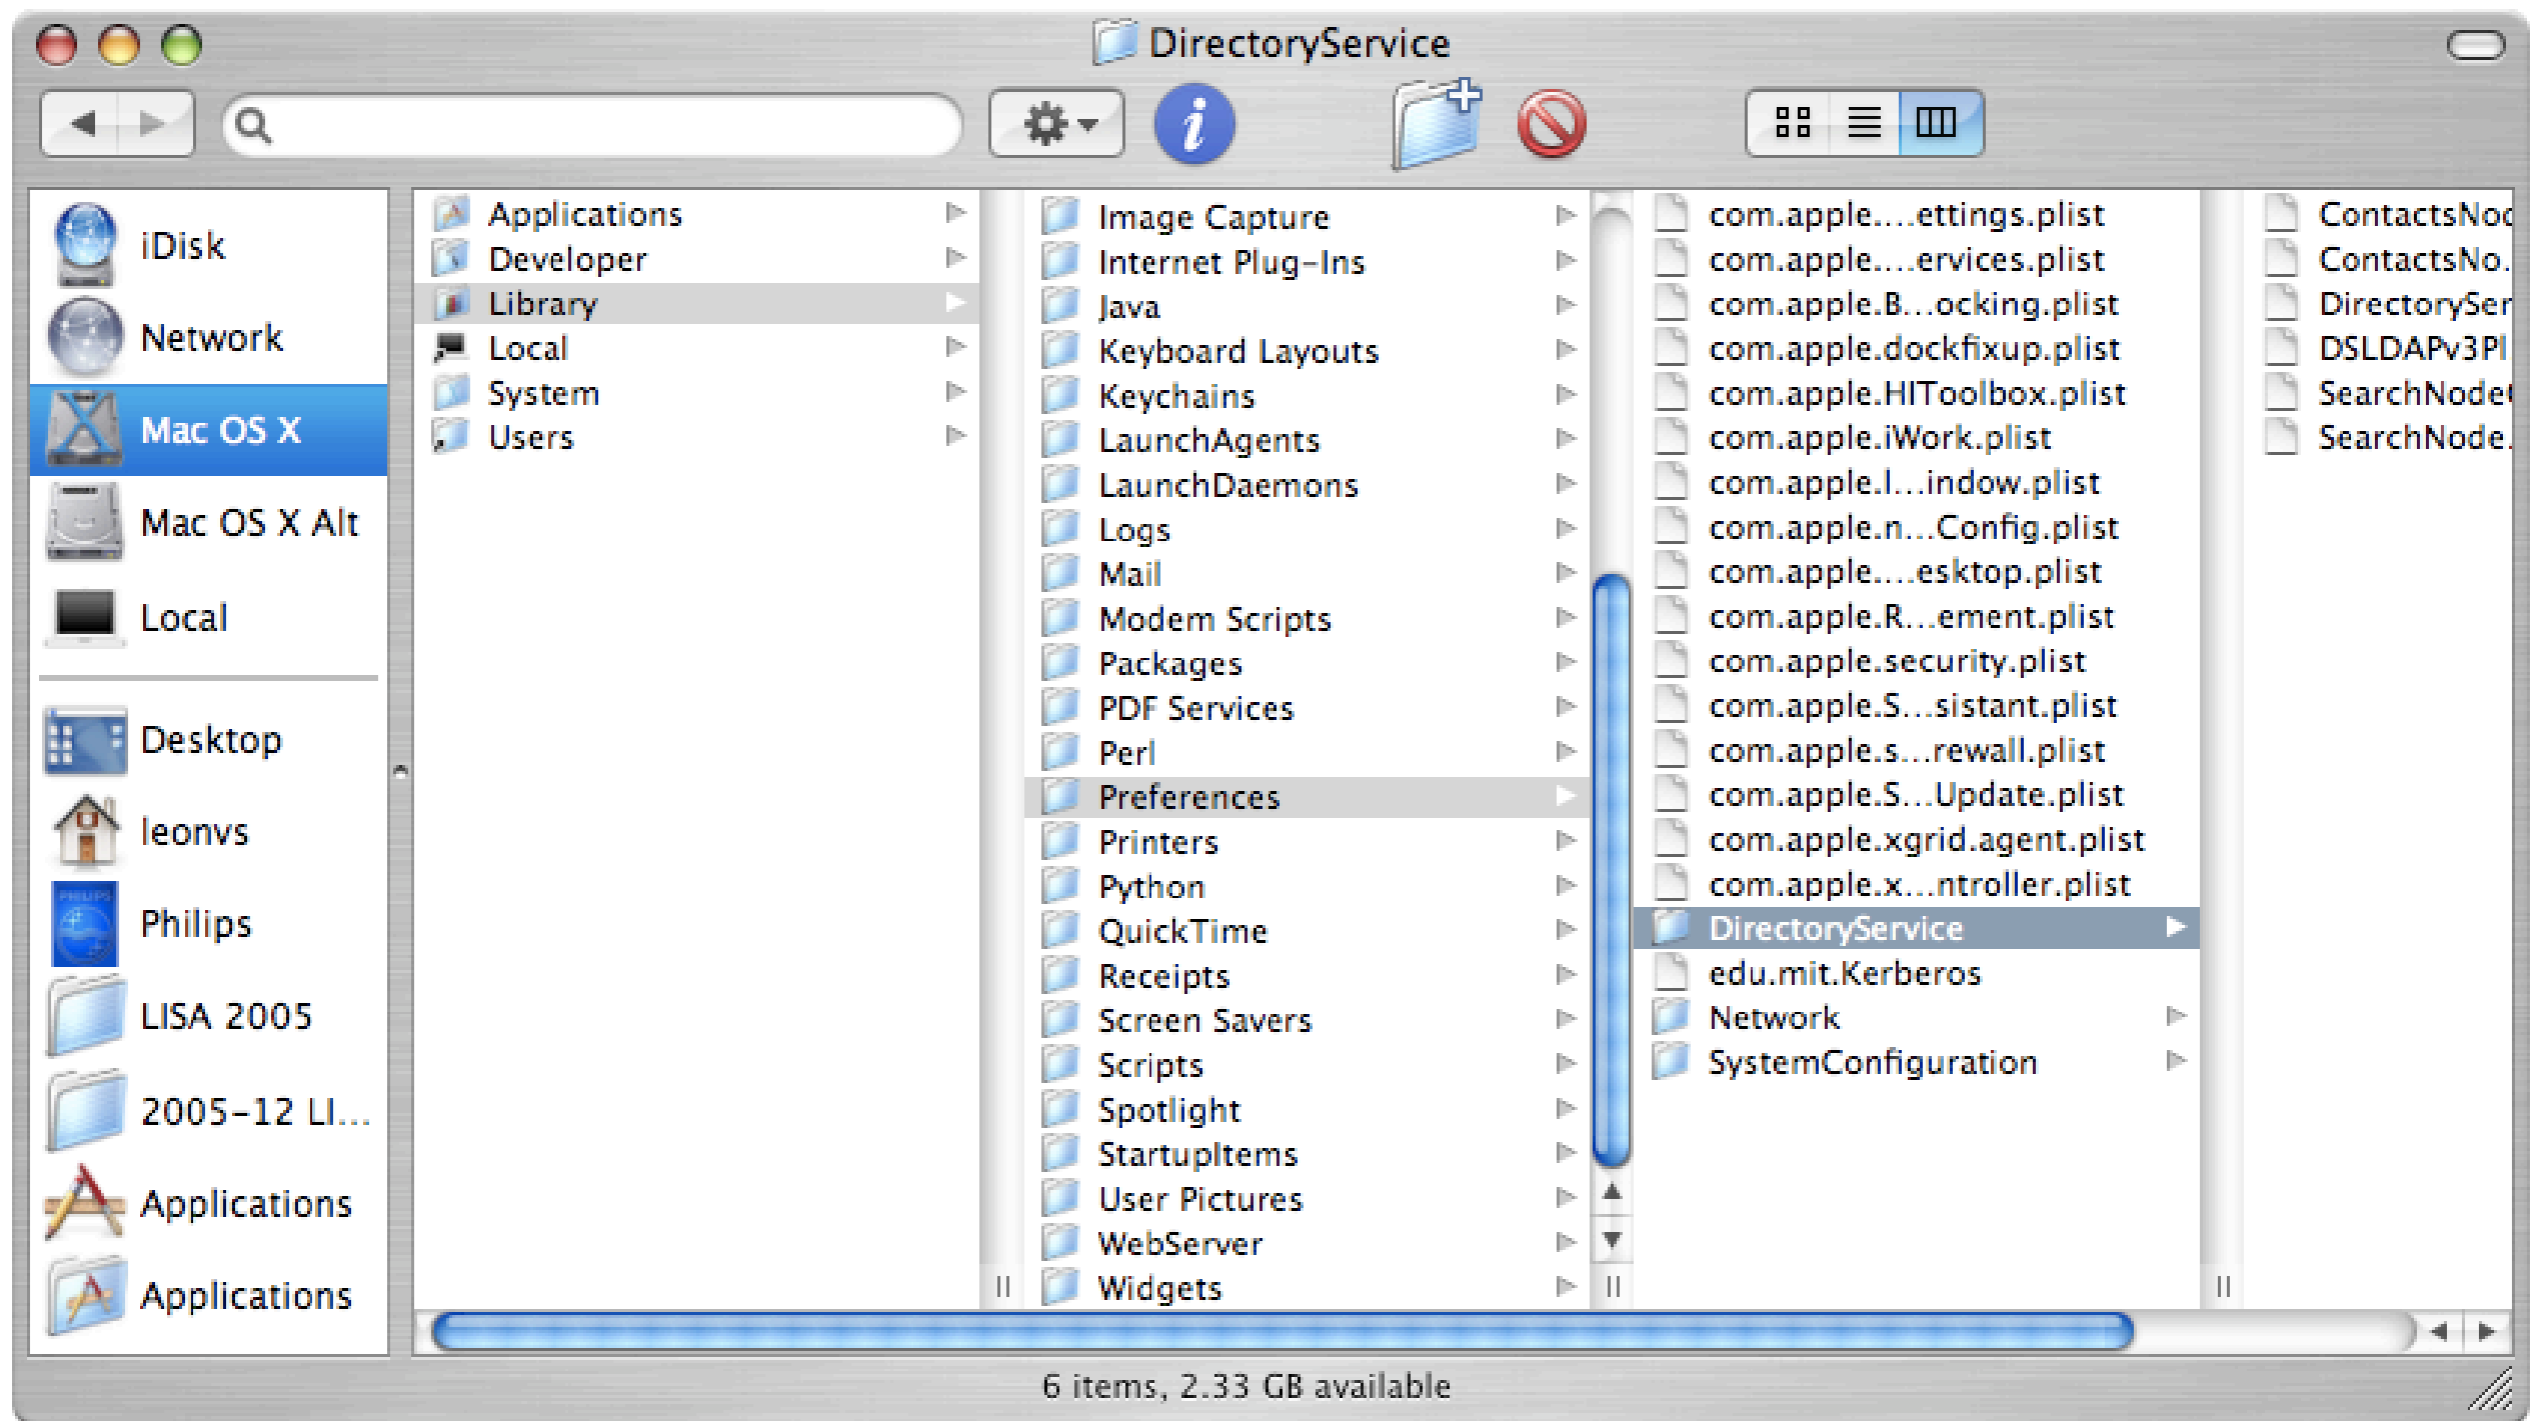 DirectoryService
iDisk
Network
Mac OS X
Mac OS X Alt
Local
Desktop
leonvs
PHILIPS
Philips
LISA 2005
2005-12 LI...
Applications
Applications
Applications
Developer
Library
Local
System
Users
Image Capture
Internet Plug-Ins
Java
Keyboard Layouts
Keychains
LaunchAgents
LaunchDaemons
Logs
Mail
Modem Scripts
Packages
PDF Services
Perl
Preferences
Printers
Python
QuickTime
Receipts
Screen Savers
Scripts
Spotlight
StartupItems
User Pictures
WebServer
Widgets
com.apple....ettings.plist
com.apple....ervices.plist
com.apple.B...ocking.plist
com.apple.dockfixup.plist
com.apple.HIToolbox.plist
com.apple.iWork.plist
com.apple.l...indow.plist
com.apple.n...Config.plist
com.apple....esktop.plist
com.apple.R...ement.plist
com.apple.security.plist
com.apple.S...sistant.plist
com.apple.s...rewall.plist
com.apple.S...Update.plist
com.apple.xgrid.agent.plist
com.apple.x...ntroller.plist
DirectoryService
edu.mit.Kerberos
Network
SystemConfiguration
ContactsNod
ContactsNo.
DirectorySer
DSLDAPv3Pl
SearchNode
SearchNode.
6 items, 2.33 GB available